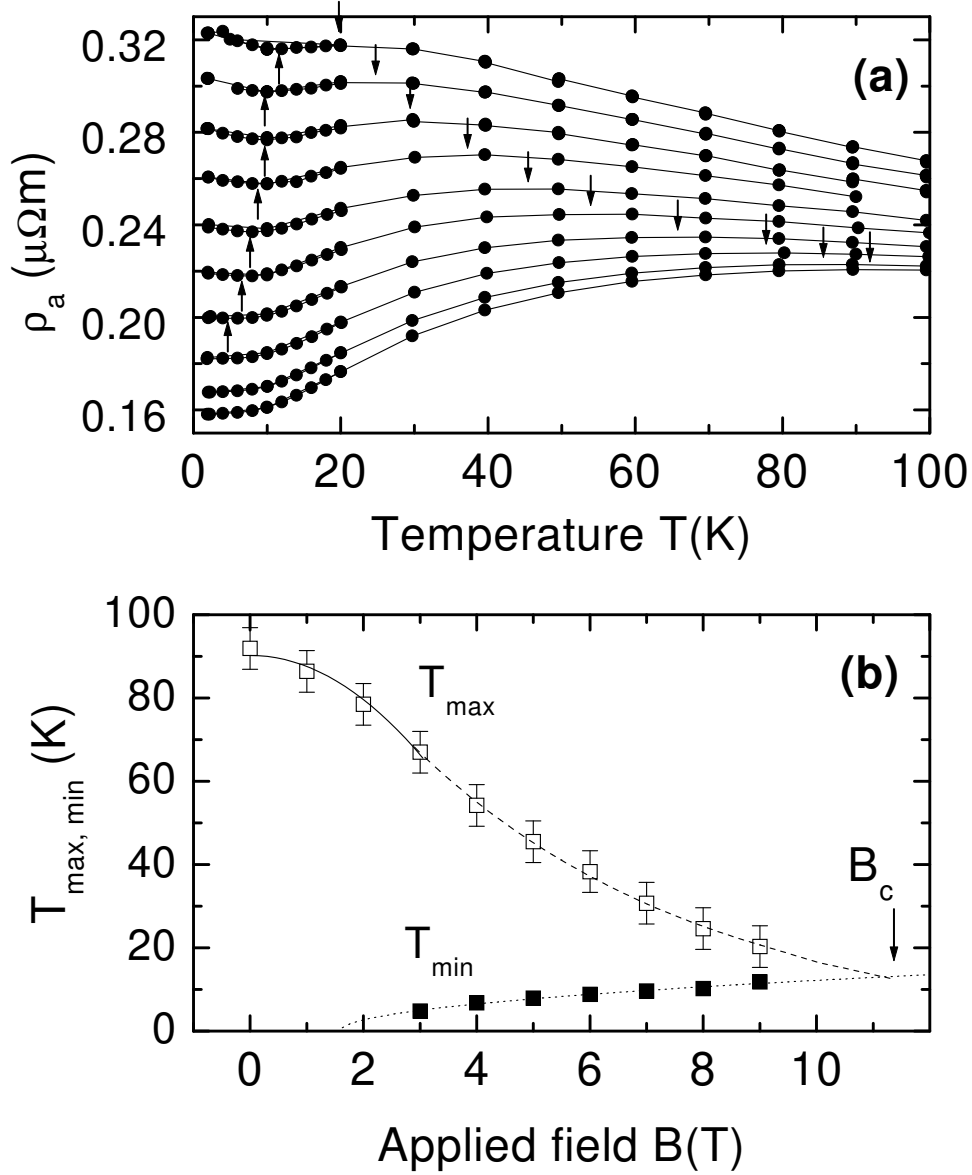 (a)
0.32
0.28
0.24
0.20
0.16
ρa (μΩm)
0 20 40 60 80 100
Temperature T(K)
(b)
100
80
60
40
20
0
Tmax, min (K)
Tmax
Tmin
Bc
0 2 4 6 8 10
Applied field B(T)